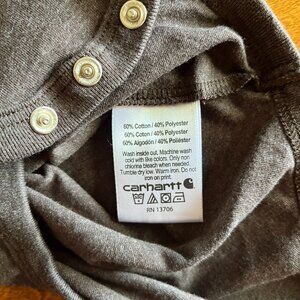 60% Cotton / 40% Polyester
60% Coton / 40% Polyester
60% Algodón / 40% Poliéster
Wash inside out. Machine wash
cold with like colors. Only non
chlorine bleach when needed.
Tumble dry low. Warm iron. Do not
iron on print
carhartt
RN 13706